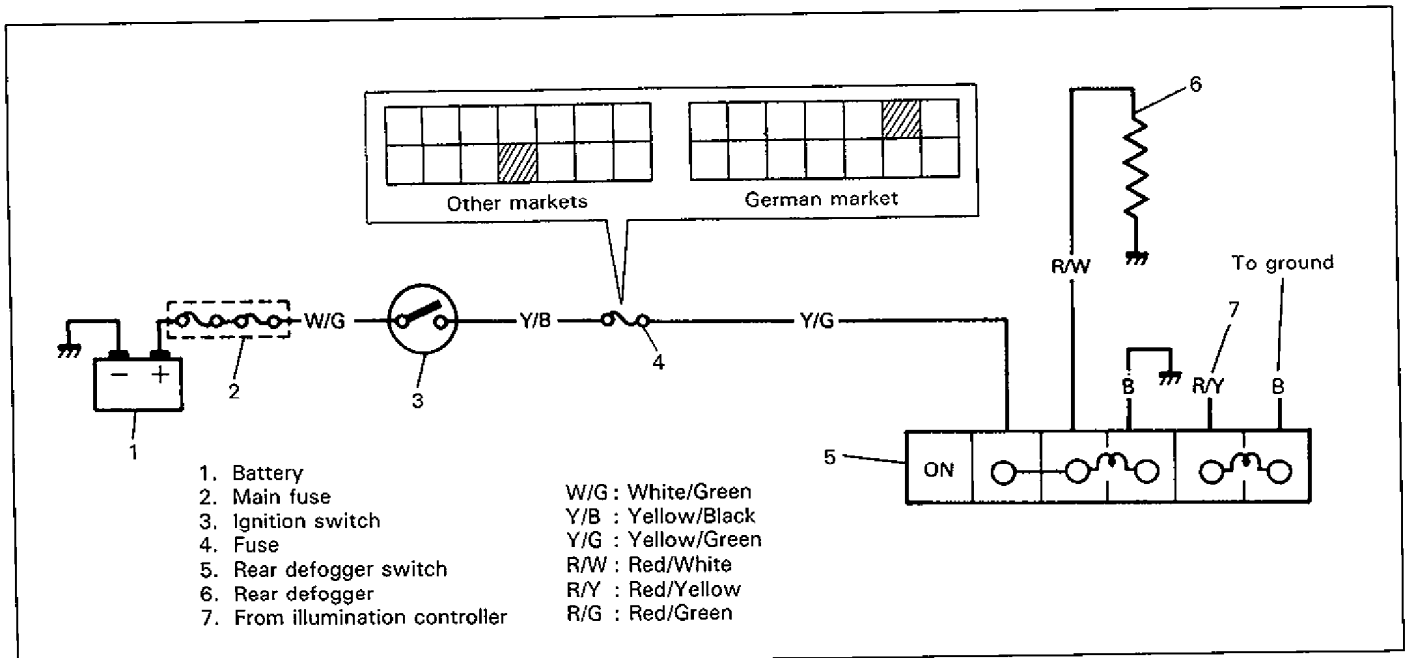 6
Other markets
German market
R/W
To ground
W/G
Y/B
Y/G
7
4
2
3
B
R/Y
B
− +
1
5
ON
1. Battery
2. Main fuse
3. Ignition switch
4. Fuse
5. Rear defogger switch
6. Rear defogger
7. From illumination controller
W/G : White/Green
Y/B : Yellow/Black
Y/G : Yellow/Green
R/W : Red/White
R/Y : Red/Yellow
R/G : Red/Green